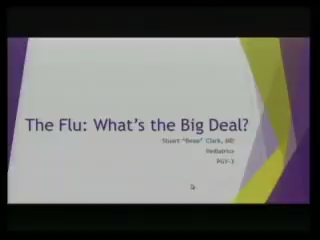 The Flu: What's the Big Deal?
Stuart "Beau" Clark, MD
Pediatrics
PGY-3